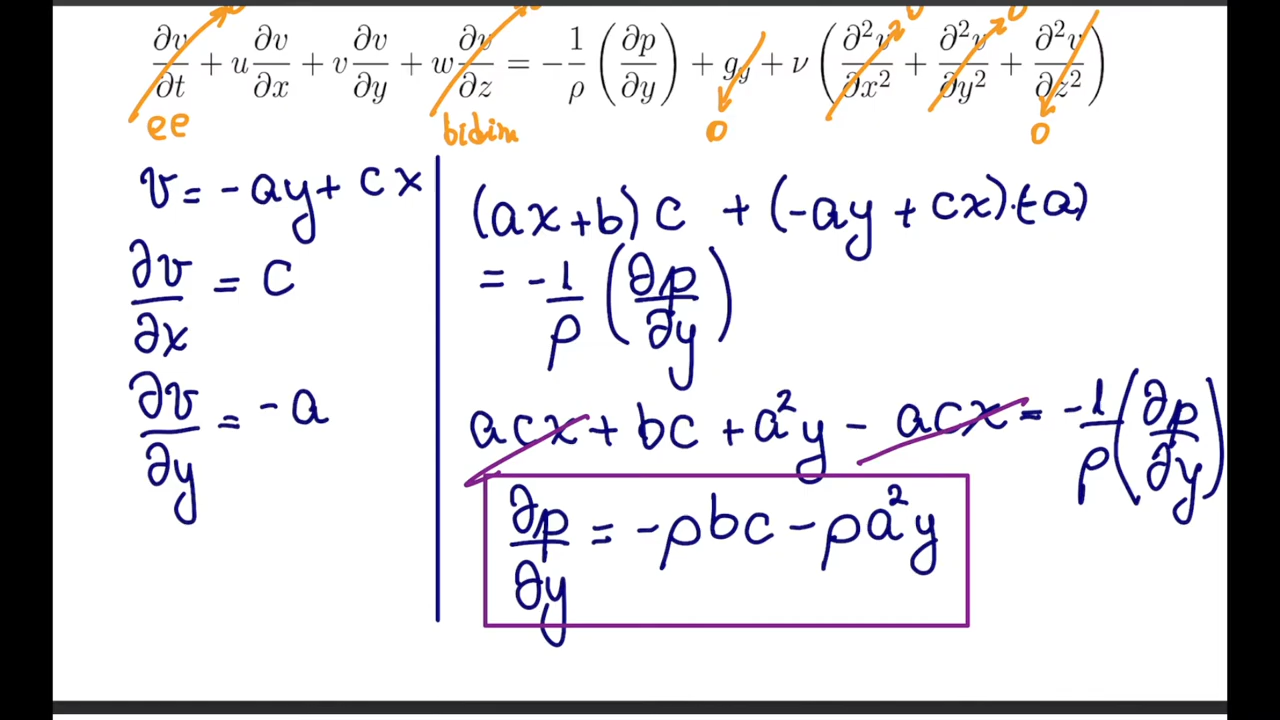 ∂v/∂t + u ∂v/∂x + v ∂v/∂y + w ∂v/∂z = -1/ρ (∂p/∂y) + g_y + ν (∂²v/∂x² + ∂²v/∂y² + ∂²v/∂z²)
ee bidim 0 0 0 0
v = -ay + cx
∂v/∂x = c
∂v/∂y = -a
(ax+b)c + (-ay + cx)·(-a)
= -1/ρ (∂p/∂y)
acx + bc + a²y - acx = -1/ρ (∂p/∂y)
∂p/∂y = -ρbc - ρa²y